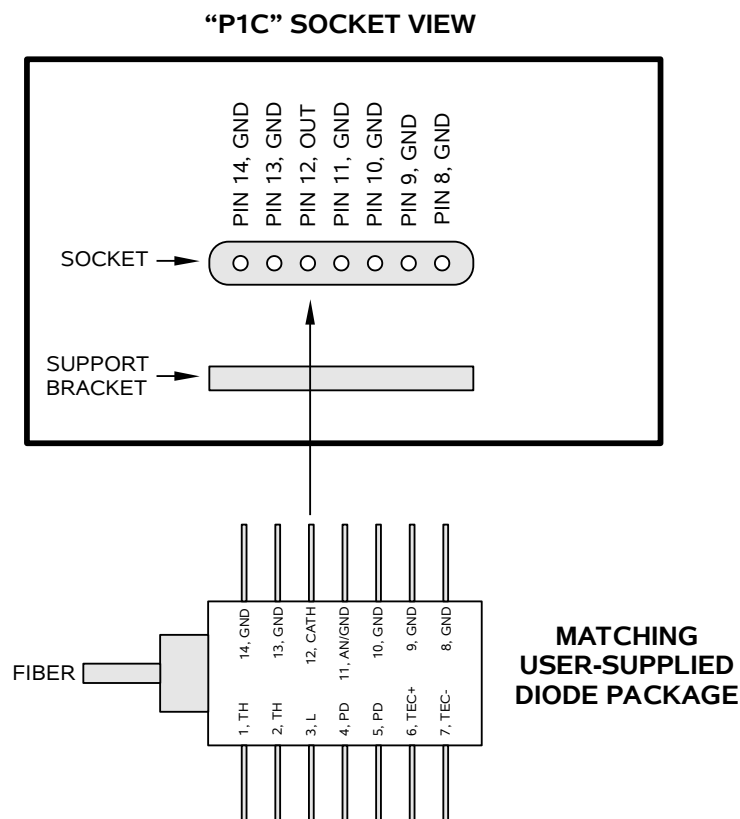 “P1C” SOCKET VIEW
PIN 14, GND
PIN 13, GND
PIN 12, OUT
PIN 11, GND
PIN 10, GND
PIN 9, GND
PIN 8, GND
SOCKET
SUPPORT
BRACKET
14, GND
13, GND
12, CATH
11, AN/GND
10, GND
9, GND
8, GND
FIBER
1, TH
2, TH
3, L
4, PD
5, PD
6, TEC+
7, TEC-
MATCHING
USER-SUPPLIED
DIODE PACKAGE